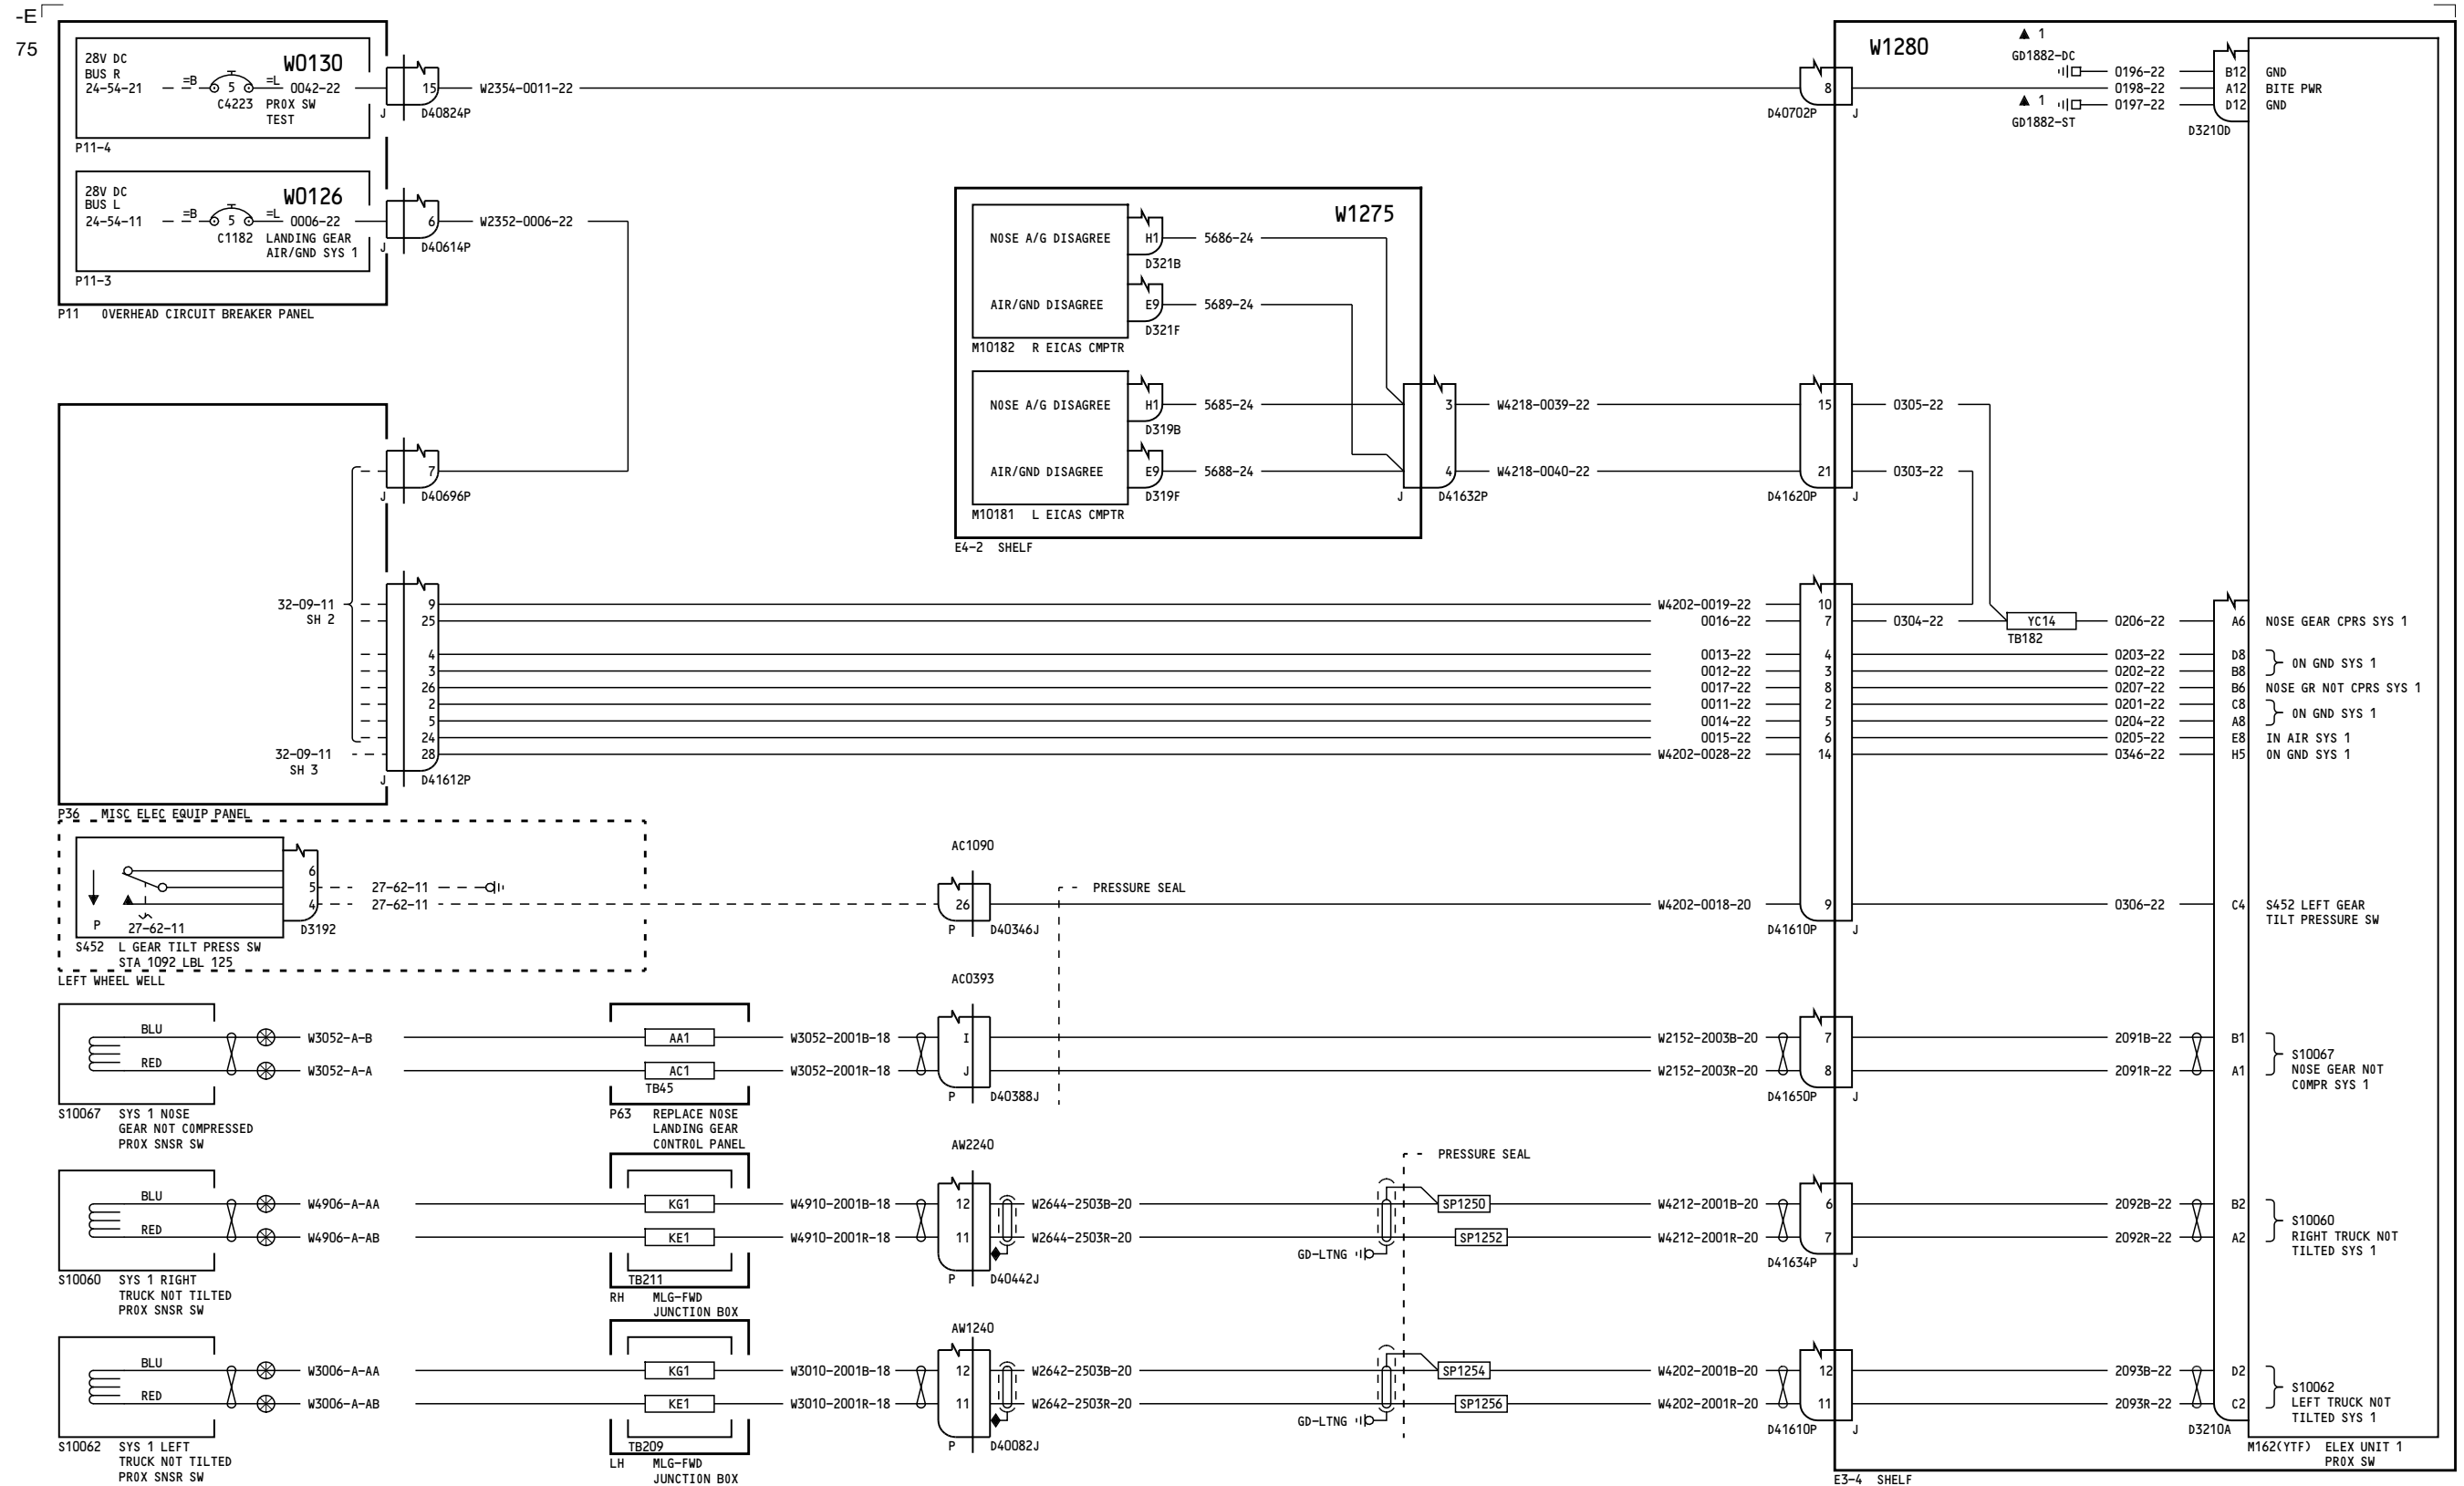 -E
75
28V DC
BUS R
24-54-21
=B
5
C4223
=L
W0130
0042-22
PROX SW
TEST
P11-4
15
J
D40824P
W2354-0011-22
28V DC
BUS L
24-54-11
=B
5
C1182
=L
W0126
0006-22
LANDING GEAR
AIR/GND SYS 1
P11-3
6
J
D40614P
W2352-0006-22
P11 OVERHEAD CIRCUIT BREAKER PANEL
8
D40702P
J
W1280
1
GD1882-DC
0196-22
B12 GND
0198-22
A12 BITE PWR
1
0197-22
D12 GND
GD1882-ST
D3210D
W1275
NOSE A/G DISAGREE
H1
5686-24
D321B
AIR/GND DISAGREE
E9
5689-24
D321F
M10182 R EICAS CMPTR
NOSE A/G DISAGREE
H1
5685-24
D319B
AIR/GND DISAGREE
E9
5688-24
D319F
M10181 L EICAS CMPTR
E4-2 SHELF
3
W4218-0039-22
4
W4218-0040-22
J
D41632P
15
0305-22
21
0303-22
D41620P
J
7
J
D40696P
32-09-11
SH 2
32-09-11
SH 3
9
W4202-0019-22
10
25
0016-22
7
0304-22
YC14
TB182
0206-22
A6 NOSE GEAR CPRS SYS 1
4
0013-22
4
0203-22
D8
ON GND SYS 1
3
0012-22
3
0202-22
B8
26
0017-22
8
0207-22
B6 NOSE GR NOT CPRS SYS 1
2
0011-22
2
0201-22
C8
ON GND SYS 1
5
0014-22
5
0204-22
A8
24
0015-22
6
0205-22
E8 IN AIR SYS 1
28
W4202-0028-22
14
0346-22
H5 ON GND SYS 1
J
D41612P
P36 MISC ELEC EQUIP PANEL
P
27-62-11
6
5
4
D3192
27-62-11
27-62-11
S452 L GEAR TILT PRESS SW
STA 1092 LBL 125
LEFT WHEEL WELL
AC1090
26
P
D40346J
PRESSURE SEAL
W4202-0018-20
9
D41610P
J
0306-22
C4 S452 LEFT GEAR
TILT PRESSURE SW
AC0393
BLU
W3052-A-B
AA1
W3052-2001B-18
I
W2152-2003B-20
7
2091B-22
B1
RED
W3052-A-A
AC1
W3052-2001R-18
J
W2152-2003R-20
8
2091R-22
A1
S10067
NOSE GEAR NOT
COMPR SYS 1
TB45
P
D40388J
D41650P
J
S10067 SYS 1 NOSE
GEAR NOT COMPRESSED
PROX SNSR SW
P63 REPLACE NOSE
LANDING GEAR
CONTROL PANEL
AW2240
PRESSURE SEAL
BLU
W4906-A-AA
KG1
W4910-2001B-18
12
W2644-2503B-20
SP1250
W4212-2001B-20
6
2092B-22
B2
RED
W4906-A-AB
KE1
W4910-2001R-18
11
W2644-2503R-20
SP1252
W4212-2001R-20
7
2092R-22
A2
S10060
RIGHT TRUCK NOT
TILTED SYS 1
GD-LTNG
TB211
P
D40442J
D41634P
J
S10060 SYS 1 RIGHT
TRUCK NOT TILTED
PROX SNSR SW
RH MLG-FWD
JUNCTION BOX
AW1240
BLU
W3006-A-AA
KG1
W3010-2001B-18
12
W2642-2503B-20
SP1254
W4202-2001B-20
12
2093B-22
D2
RED
W3006-A-AB
KE1
W3010-2001R-18
11
W2642-2503R-20
SP1256
W4202-2001R-20
11
2093R-22
C2
S10062
LEFT TRUCK NOT
TILTED SYS 1
GD-LTNG
TB209
P
D40082J
D41610P
J
D3210A
S10062 SYS 1 LEFT
TRUCK NOT TILTED
PROX SNSR SW
LH MLG-FWD
JUNCTION BOX
M162(YTF) ELEX UNIT 1
PROX SW
E3-4 SHELF